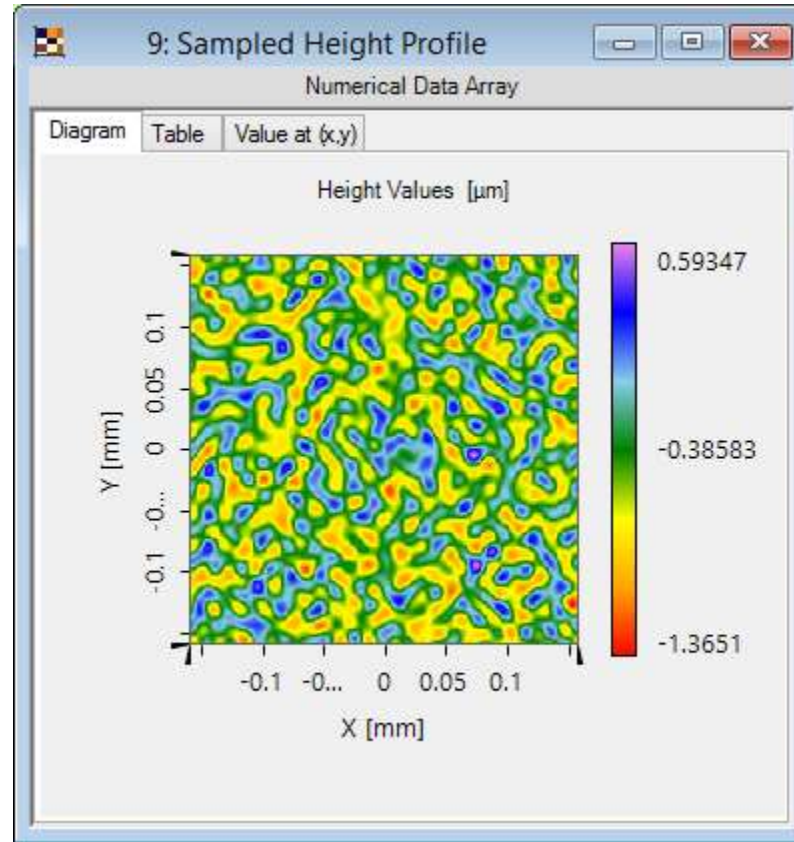 9: Sampled Height Profile
Numerical Data Array
Diagram Table Value at (x,y)
Height Values [µm]
0.59347
0.1
0.05
0
-0.38583
Y [mm]
-0...
-0.1
-1.3651
-0.1 -0... 0 0.05 0.1
X [mm]